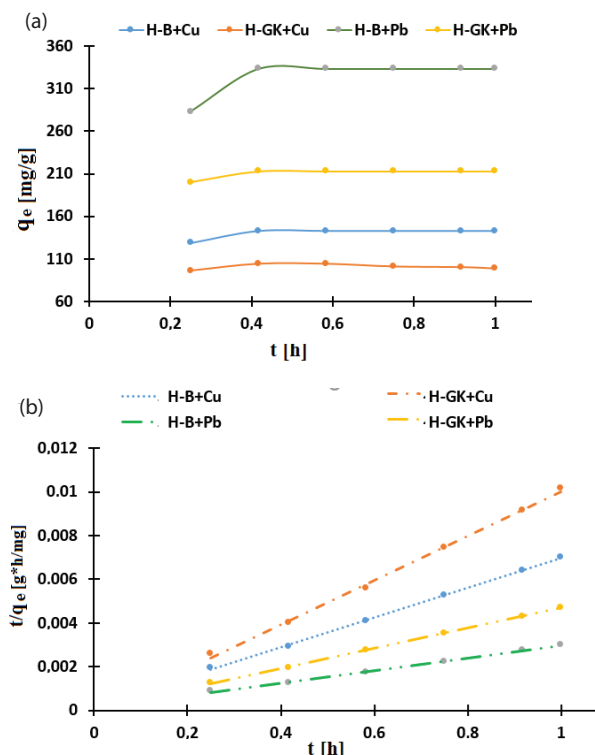 (a)
H-B+Cu H-GK+Cu H-B+Pb H-GK+Pb
360
310
260
210
160
110
60
q e [mg/g]
0 0,2 0,4 0,6 0,8 1
t [h]
(b)
H-B+Cu H-GK+Cu
H-B+Pb H-GK+Pb
0.012
0.01
0,008
0,006
0,004
0,002
0
t/q e [g*h/mg]
0 0.2 0.4 0.6 0.8 1
t [h]